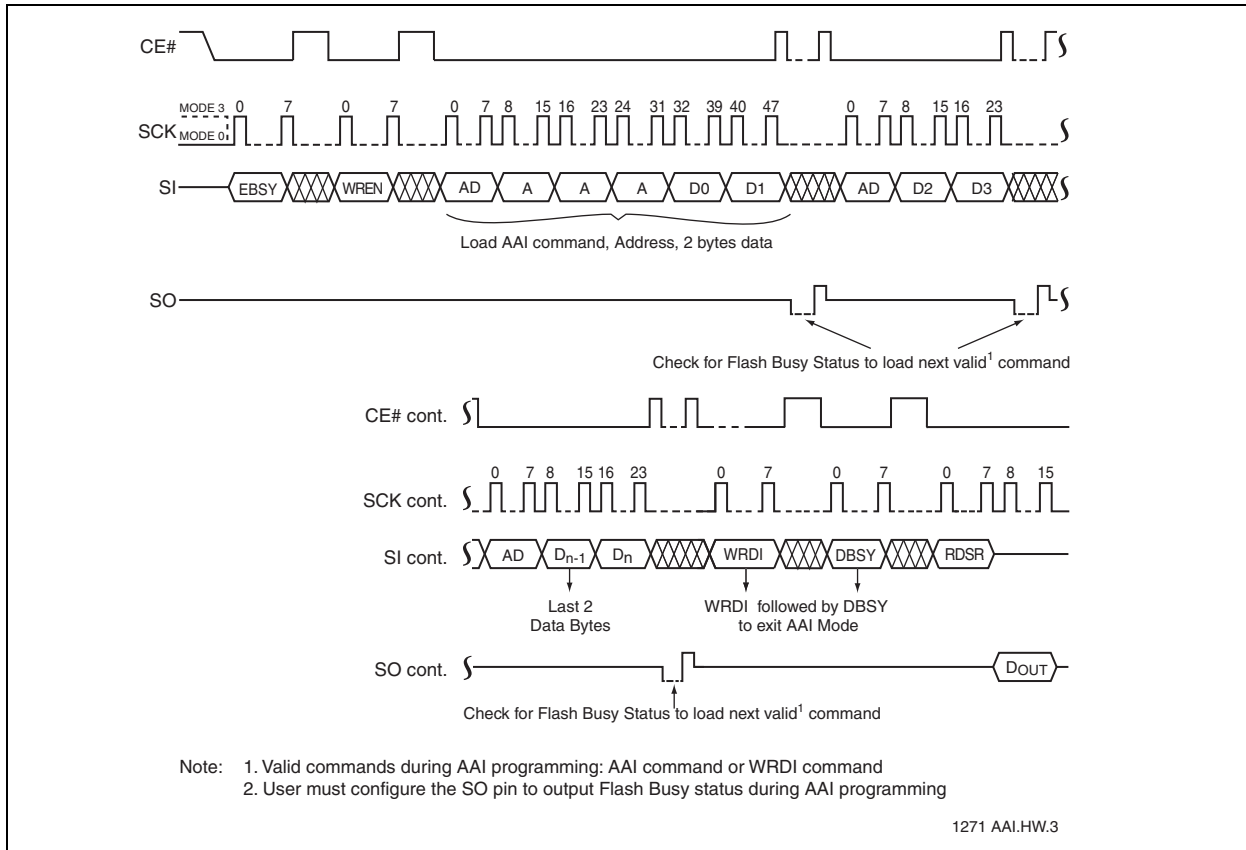 CE#
MODE 3 0 7 0 7 0 7 8 15 16 23 24 31 32 39 40 47 0 7 8 15 16 23
SCK MODE 0
SI EBSY WREN AD A A A D0 D1 AD D2 D3
Load AAI command, Address, 2 bytes data
SO
Check for Flash Busy Status to load next valid1 command
CE# cont.
0 7 8 15 16 23 0 7 0 7 0 7 8 15
SCK cont.
SI cont. AD Dn-1 Dn WRDI DBSY RDSR
Last 2 WRDI followed by DBSY
Data Bytes to exit AAI Mode
SO cont. DOUT
Check for Flash Busy Status to load next valid1 command
Note: 1. Valid commands during AAI programming: AAI command or WRDI command
2. User must configure the SO pin to output Flash Busy status during AAI programming
1271 AAI.HW.3